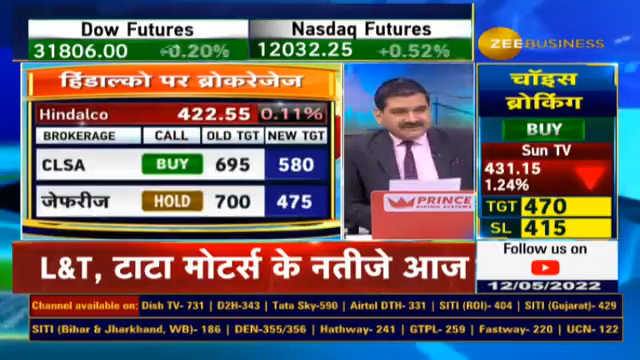 Dow Futures
31806.00 -0.20%
Nasdaq Futures
12032.25 +0.52%
ZEE BUSINESS
हिंडाल्को पर ब्रोकरेजेज
Hindalco 422.55 0.11%
BROKERAGE CALL OLD TGT NEW TGT
CLSA BUY 695 580
जेफरीज HOLD 700 475
PRINCE
PIPING SYSTEMS
चॉइस
ब्रोकिंग
BUY
Sun TV
431.15
1.24%
TGT 470
SL 415
Follow us on
12/05/2022
L&T, टाटा मोटर्स के नतीजे आज
Channel available on: Dish TV- 731 | D2H-343 | Tata Sky-590 | Airtel DTH- 331 | SITI (ROI)- 404 | SITI (Gujarat)- 429
SITI (Bihar & Jharkhand, WB)- 186 | DEN-355/356 | Hathway- 241 | GTPL- 259 | Fastway- 220 | UCN- 122